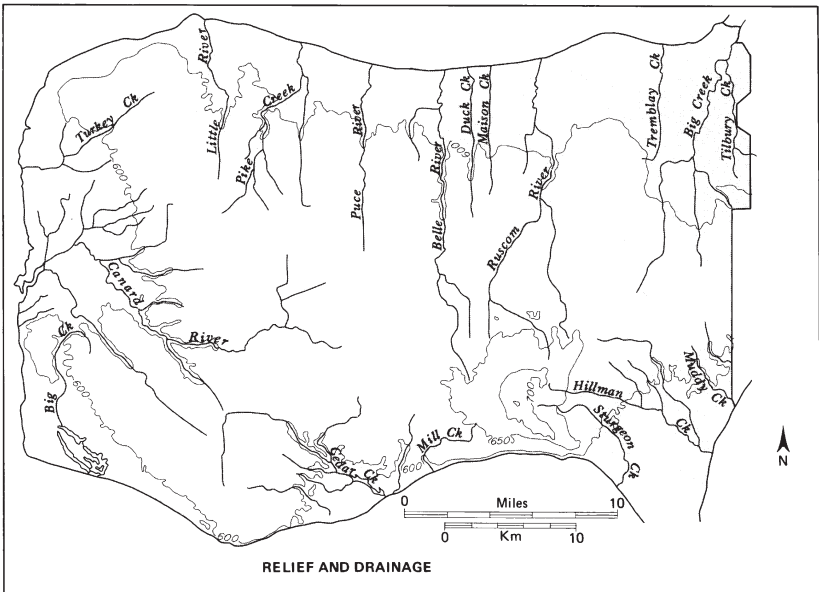 River
Little
Creek
Pike
River
Puce
River
Belle
Duck Ck
Maison Ck
River
Ruscom
Tremblay Ck
Big Creek
Tilbury
Turkey Ck
600
600
Canard
River
Ck
Big
600
Cedar Ck
600
Mill Ck
650
700
Hillman
Ck
Sturgeon
Ck
Muddy
Ck
600
N
0 Miles 10
0 Km 10
RELIEF AND DRAINAGE